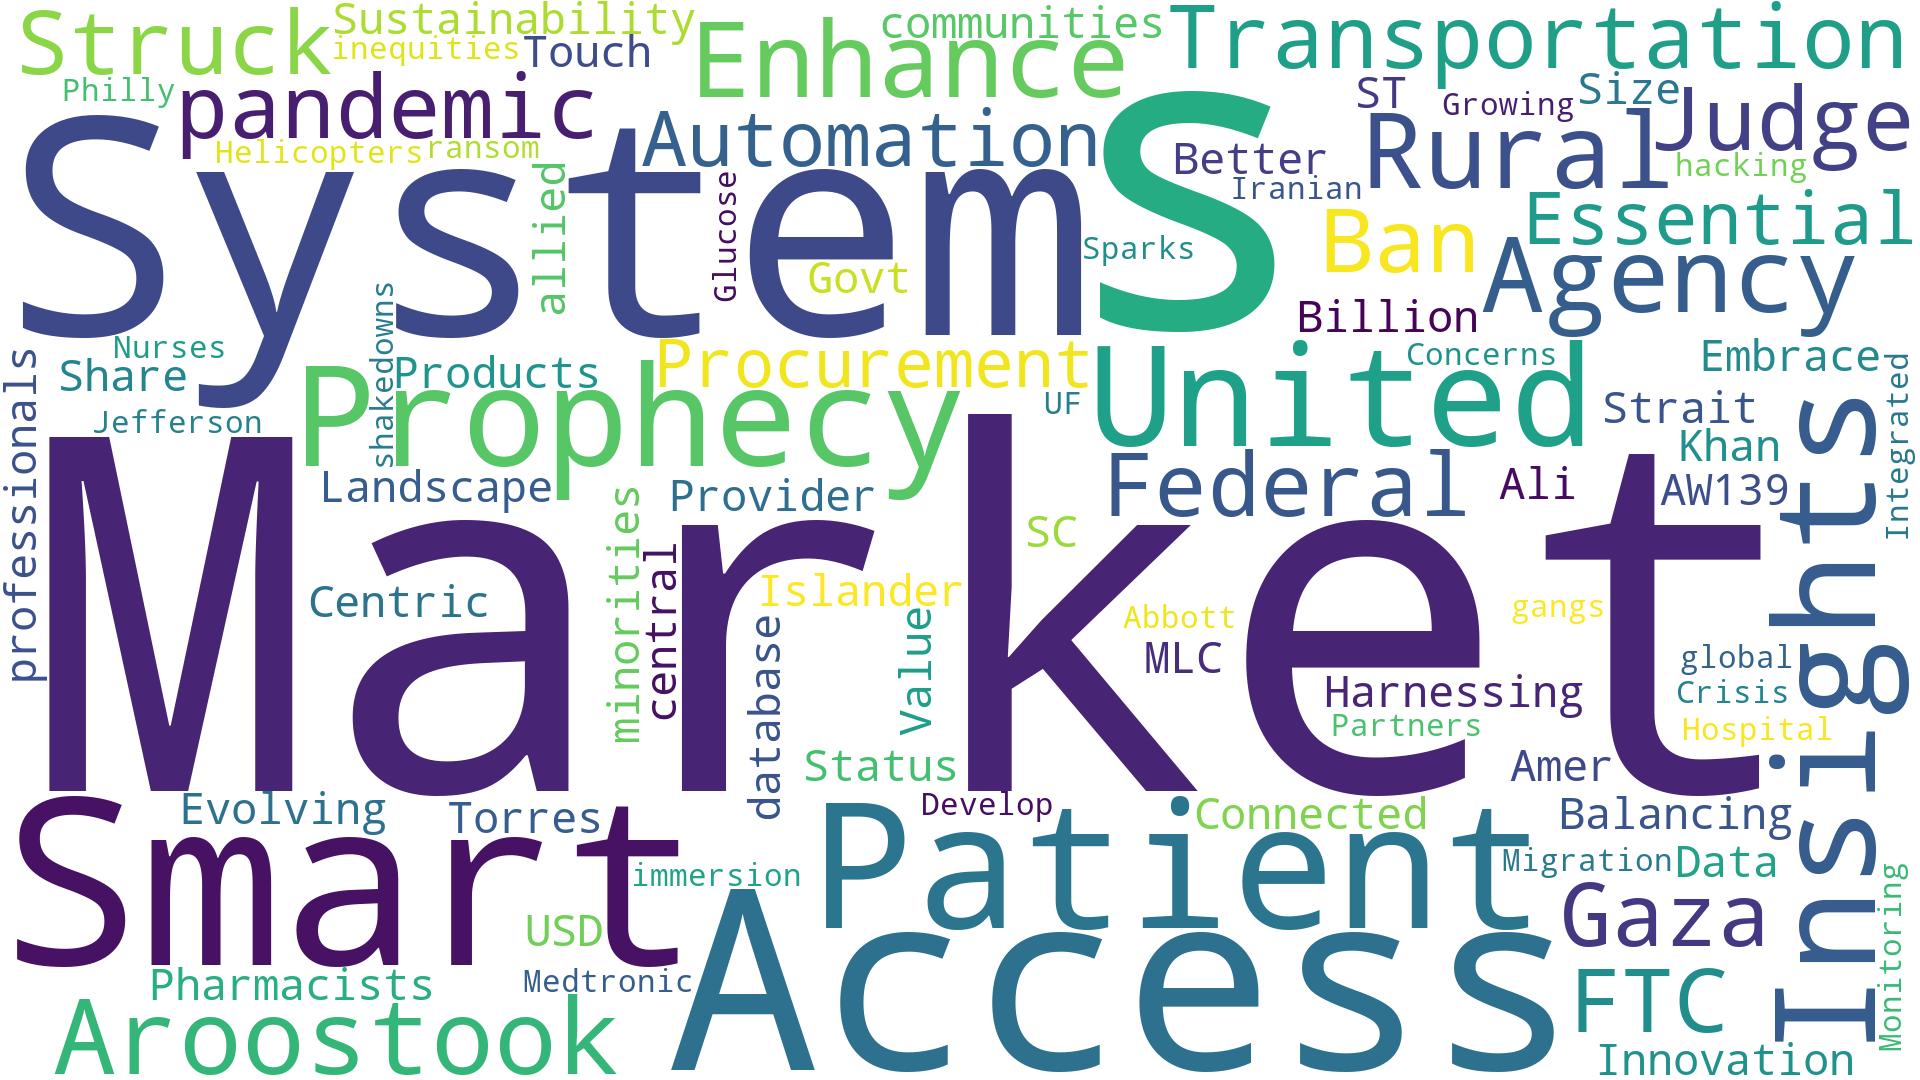 Struck
Sustainability
inequities
Touch
Enhance
communities
Transportation
Philly
pandemic
Automation
ST
Growing
Size
Judge
Helicopters
ransom
Better
Rural
hacking
System
S
Iranian
allied
Glucose
Govt
Sparks
Ban
Essential
Agency
Billion
Nurses
Share
shakedowns
Products
Procurement
United
Concerns
Embrace
Jefferson
Prophecy
UF
Strait
Integrated
professionals
Landscape
Provider
Federal
Ali
Khan
AW139
Insights
Market
SC
minorities
central
Centric
Islander
Abbott
gangs
database
Value
MLC
Harnessing
Partners
global
Crisis
Hospital
Status
Amer
Evolving
Torres
Develop
Connected
Balancing
Smart
Patient
Migration
Data
immersion
Access
Gaza
Monitoring
USD
Pharmacists
Medtronic
FTC
Aroostook
Innovation